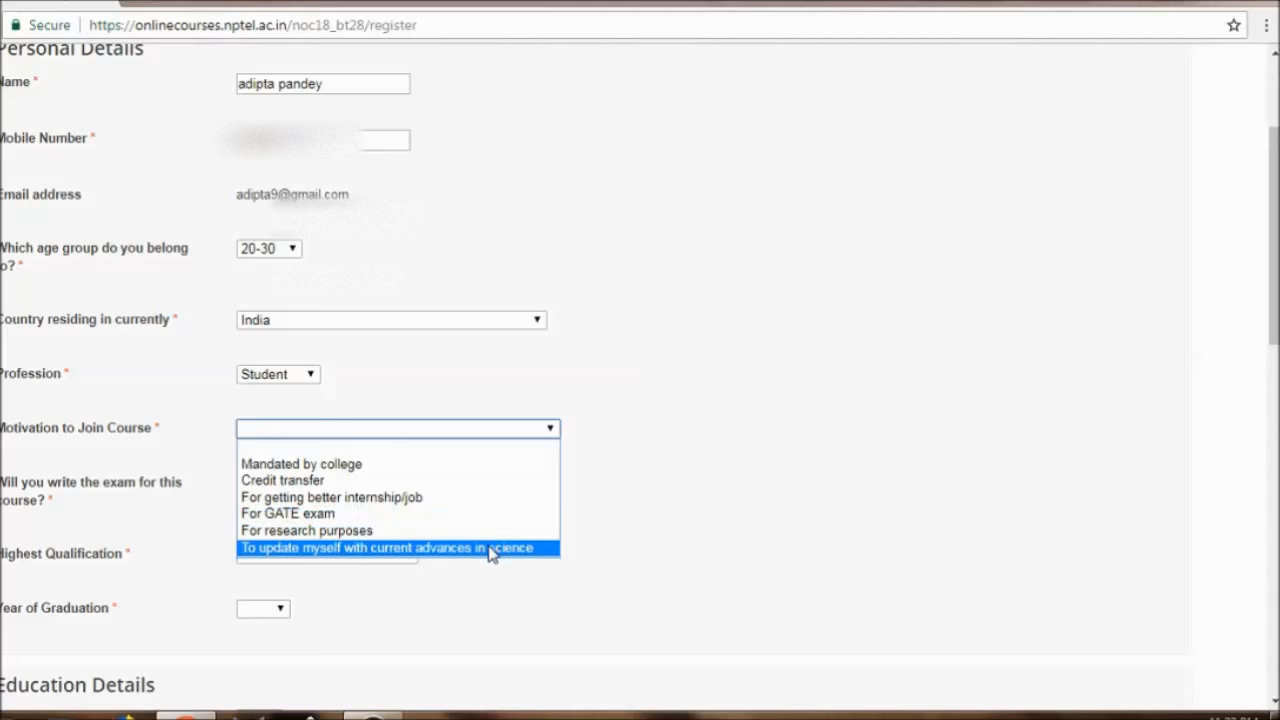 Secure https://onlinecourses.nptel.ac.in/noc18_bt28/register
Personal Details
Name *
adipta pandey
Mobile Number *
Email address
adipta9@gmail.com
Which age group do you belong
to? *
20-30
Country residing in currently *
India
Profession *
Student
Motivation to Join Course *
Mandated by college
Credit transfer
For getting better internship/job
For GATE exam
For research purposes
To update myself with current advances in science
Will you write the exam for this
course? *
Highest Qualification *
Year of Graduation *
Education Details